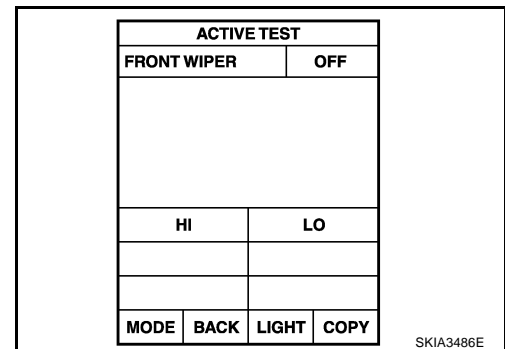 ACTIVE TEST
FRONT WIPER OFF
HI LO
MODE BACK LIGHT COPY
SKIA3486E